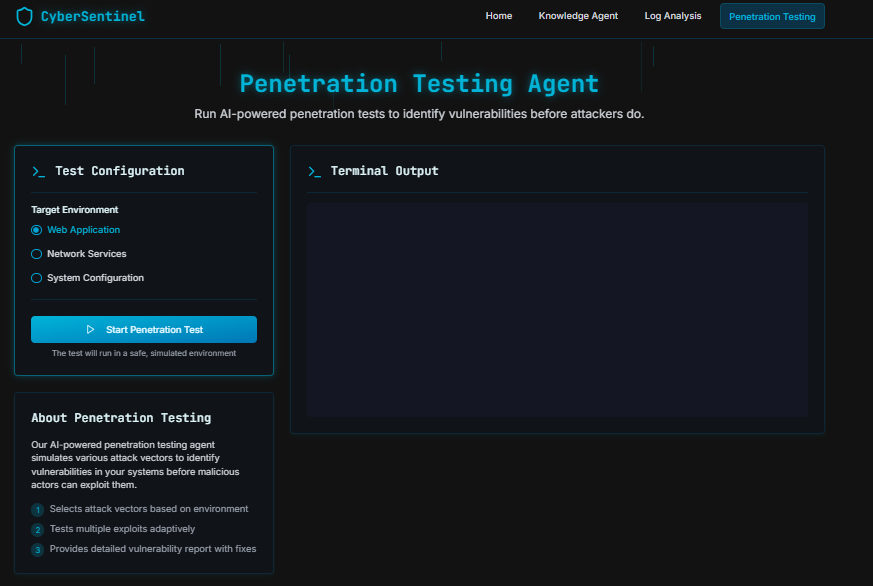 CyberSentinel
Home
Knowledge Agent
Log Analysis
Penetration Testing
Penetration Testing Agent
Run AI-powered penetration tests to identify vulnerabilities before attackers do.
Test Configuration
Target Environment
Web Application
Network Services
System Configuration
Start Penetration Test
The test will run in a safe, simulated environment
Terminal Output
About Penetration Testing
Our AI-powered penetration testing agent
simulates various attack vectors to identify
vulnerabilities in your systems before malicious
actors can exploit them.
1 Selects attack vectors based on environment
2 Tests multiple exploits adaptively
3 Provides detailed vulnerability report with fixes